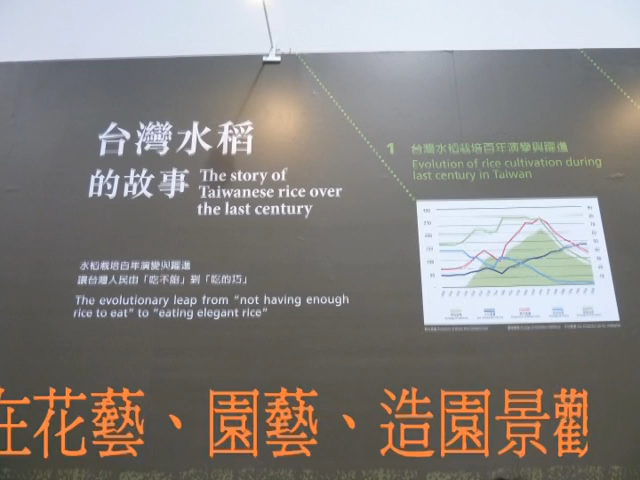 台灣水稻
的故事
The story of
Taiwanese rice over
the last century
水稻栽培百年演變與躍進
讓台灣人民由「吃不飽」到「吃的巧」
The evolutionary leap from "not having enough
rice to eat" to "eating elegant rice"
1 台灣水稻栽培百年演變與躍進
Evolution of rice cultivation during
last century in Taiwan
在花藝、園藝、造園景觀